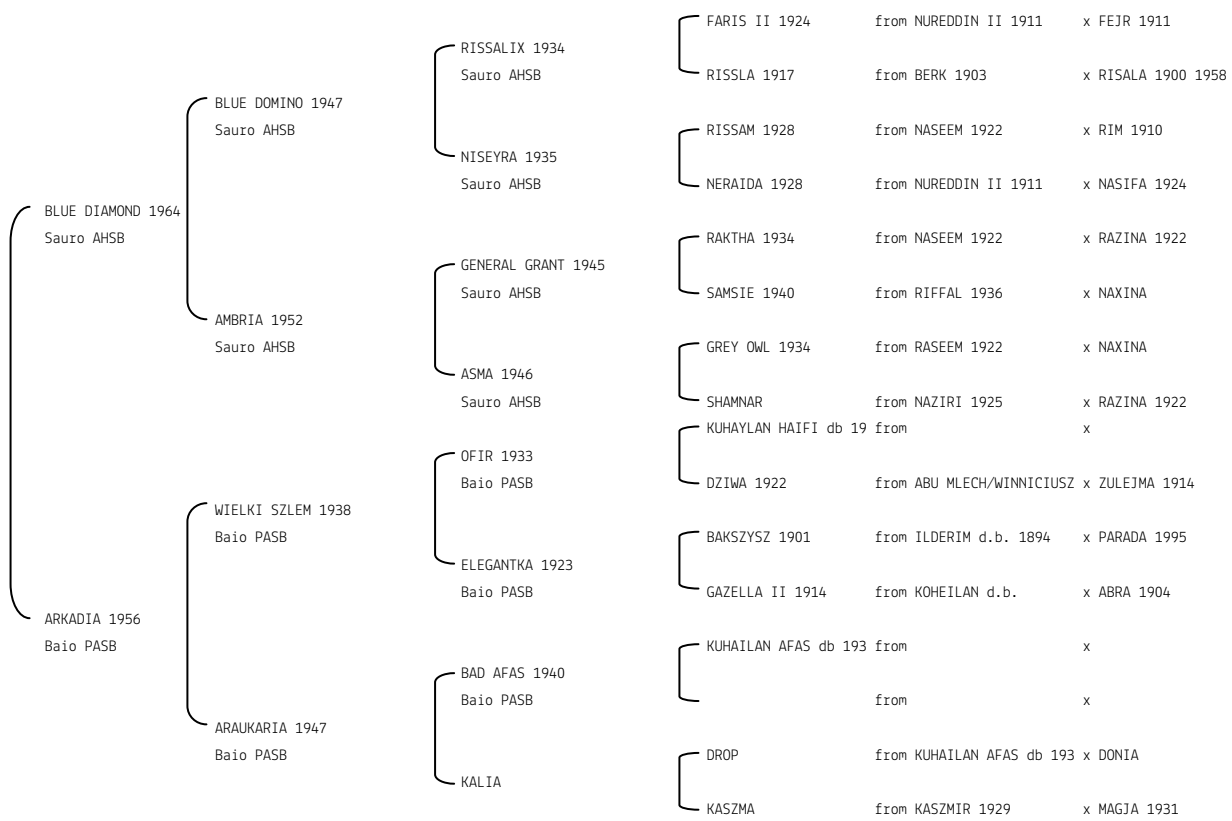 FARIS II 1924 from NUREDDIN II 1911 x FEJR 1911
RISSALIX 1934
Sauro AHSB
RISSLA 1917 from BERK 1903 x RISALA 1900 1958
BLUE DOMINO 1947
Sauro AHSB
RISSAM 1928 from NASEEM 1922 x RIM 1910
NISEYRA 1935
Sauro AHSB
NERAIDA 1928 from NUREDDIN II 1911 x NASIFA 1924
BLUE DIAMOND 1964
Sauro AHSB
RAKTHA 1934 from NASEEM 1922 x RAZINA 1922
GENERAL GRANT 1945
Sauro AHSB
SAMSIE 1940 from RIFFAL 1936 x NAXINA
AMBRIA 1952
Sauro AHSB
GREY OWL 1934 from RASEEM 1922 x NAXINA
ASMA 1946
Sauro AHSB
SHAMNAR from NAZIRI 1925 x RAZINA 1922
KUHAYLAN HAIFI db 19 from x
OFIR 1933
Baio PASB
DZIWA 1922 from ABU MLECH/WINNICIUSZ x ZULEJMA 1914
WIELKI SZLEM 1938
Baio PASB
BAKSZYSZ 1901 from ILDERIM d.b. 1894 x PARADA 1995
ELEGANTKA 1923
Baio PASB
GAZELLA II 1914 from KOHEILAN d.b. x ABRA 1904
ARKADIA 1956
Baio PASB
KUHAILAN AFAS db 193 from x
BAD AFAS 1940
Baio PASB
from x
ARAUKARIA 1947
Baio PASB
DROP from KUHAILAN AFAS db 193 x DONIA
KALIA
KASZMA from KASZMIR 1929 x MAGJA 1931